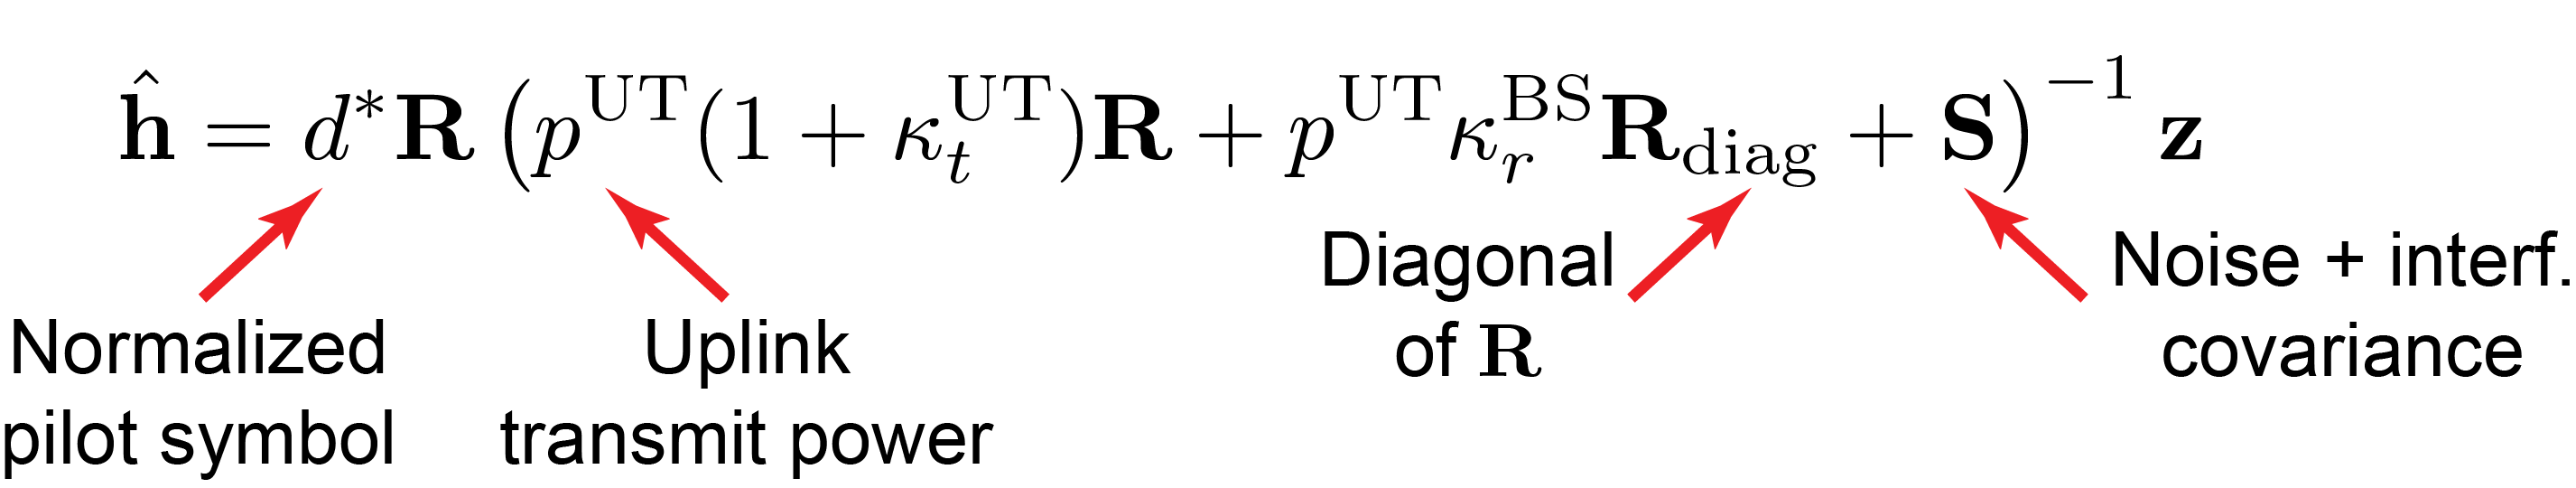 ĥ = d*R (p^UT(1 + κ_t^UT)R + p^UT κ_r^BS R_diag + S)^−1 z
Normalized
pilot symbol
Uplink
transmit power
Diagonal
of R
Noise + interf.
covariance